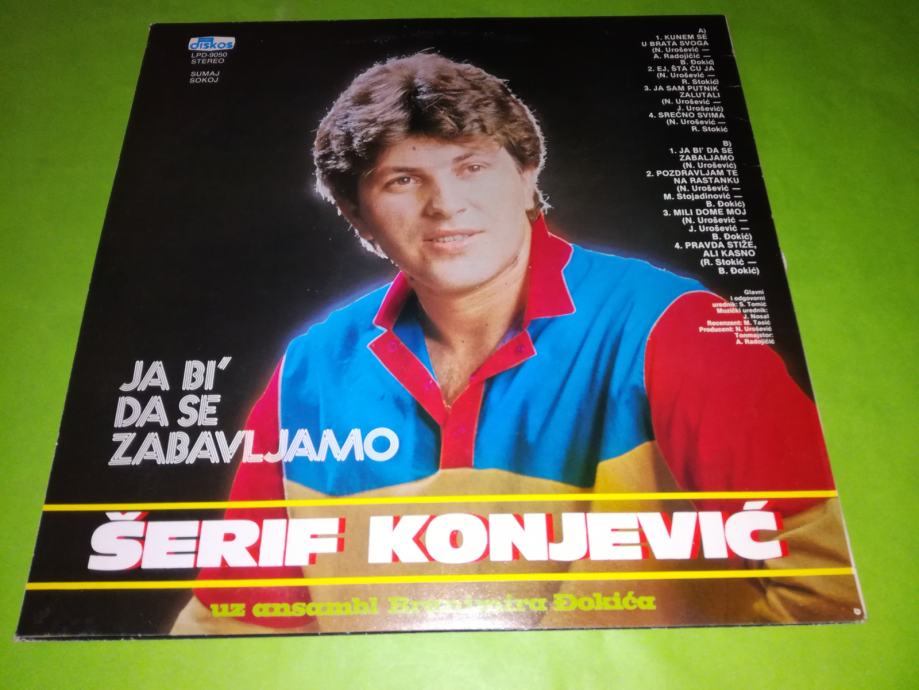 diskos
LPD-9050
STEREO
SUMAJ
SOKOJ
A)
1. KUNEM SE
U BRATA SVOGA
(N. Urošević —
A. Radojičić —
B. Đokić)
2. EJ, ŠTA ĆU JA
(N. Urošević —
R. Stokić)
3. JA SAM PUTNIK
ZALUTALI
(N. Urošević —
J. Urošević)
4. SREĆNO SVIMA
(N. Urošević —
R. Stokić
B)
1. JA BI' DA SE
ZABALJAMO
(N. Urošević)
2. POZDRAVLJAM TE
NA RASTANKU
(N. Urošević —
M. Stojadinović —
B. Đokić)
3. MILI DOME MOJ
(N. Urošević —
J. Urošević —
B. Đokić)
4. PRAVDA STIŽE,
ALI KASNO
(R. Stokić —
B. Đokić)
Glavni
i odgovorni
urednik: S. Tomić
Muzički urednik:
J. Nosal
Recenzent: M. Tasić
Producent: N. Urošević
Tonmajstor:
A. Radojičić
JA BI'
DA SE
ZABAVLJAMO
ŠERIF KONJEVIĆ
uz ansambl Branimira Đokića